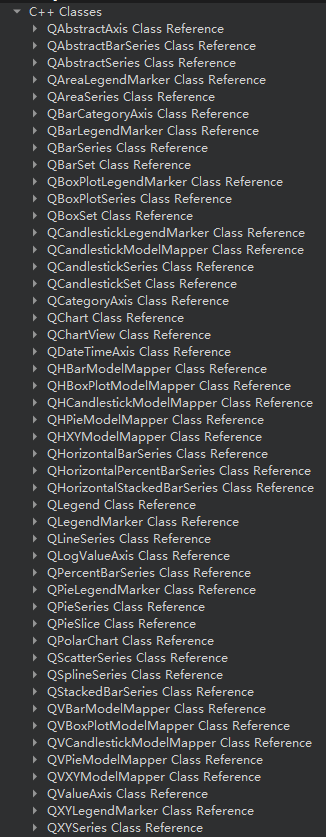 C++ Classes
QAbstractAxis Class Reference
QAbstractBarSeries Class Reference
QAbstractSeries Class Reference
QAreaLegendMarker Class Reference
QAreaSeries Class Reference
QBarCategoryAxis Class Reference
QBarLegendMarker Class Reference
QBarSeries Class Reference
QBarSet Class Reference
QBoxPlotLegendMarker Class Reference
QBoxPlotSeries Class Reference
QBoxSet Class Reference
QCandlestickLegendMarker Class Reference
QCandlestickModelMapper Class Reference
QCandlestickSeries Class Reference
QCandlestickSet Class Reference
QCategoryAxis Class Reference
QChart Class Reference
QChartView Class Reference
QDateTimeAxis Class Reference
QHBarModelMapper Class Reference
QHBoxPlotModelMapper Class Reference
QHCandlestickModelMapper Class Reference
QHPieModelMapper Class Reference
QHXYModelMapper Class Reference
QHorizontalBarSeries Class Reference
QHorizontalPercentBarSeries Class Reference
QHorizontalStackedBarSeries Class Reference
QLegend Class Reference
QLegendMarker Class Reference
QLineSeries Class Reference
QLogValueAxis Class Reference
QPercentBarSeries Class Reference
QPieLegendMarker Class Reference
QPieSeries Class Reference
QPieSlice Class Reference
QPolarChart Class Reference
QScatterSeries Class Reference
QSplineSeries Class Reference
QStackedBarSeries Class Reference
QVBarModelMapper Class Reference
QVBoxPlotModelMapper Class Reference
QVCandlestickModelMapper Class Reference
QVPieModelMapper Class Reference
QVXYModelMapper Class Reference
QValueAxis Class Reference
QXYLegendMarker Class Reference
QXYSeries Class Reference